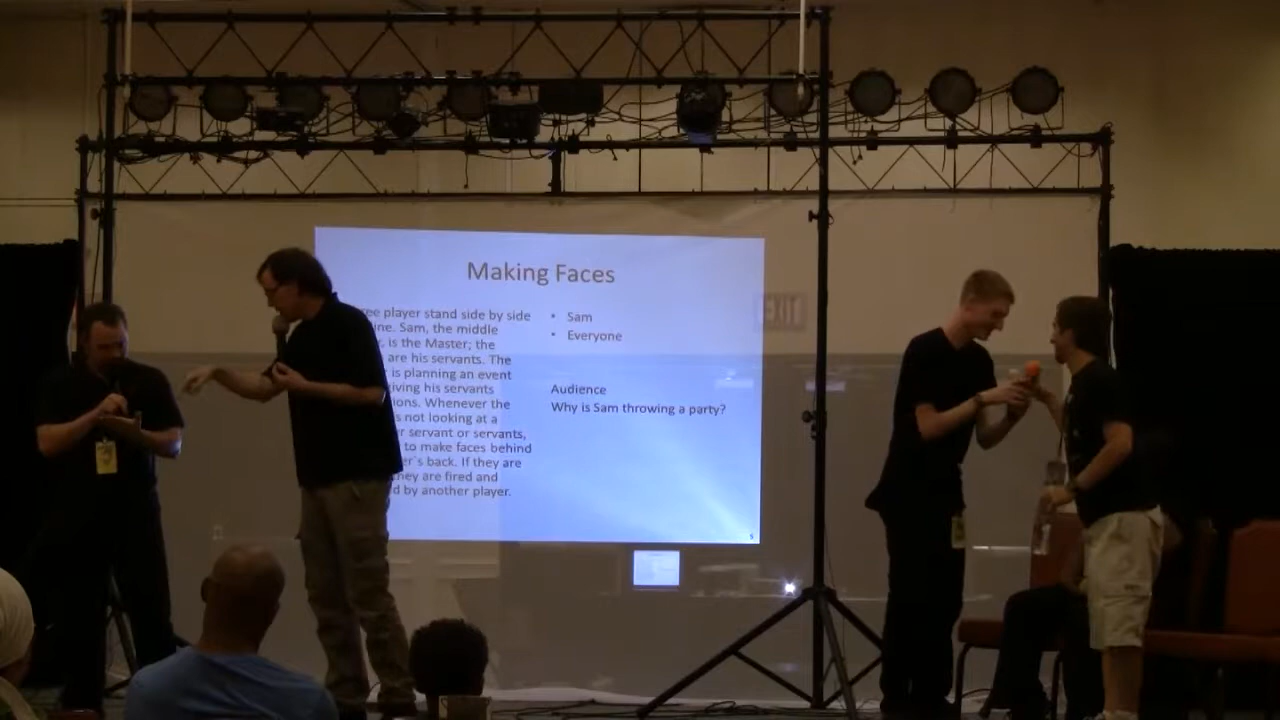 Making Faces
ee player stand side by side
ine. Sam, the middle
is the Master; the
are his servants. The
is planning an event
iving his servants
ions. Whenever the
s not looking at a
r servant or servants,
to make faces behind
er`s back. If they are
they are fired and
d by another player.
• Sam
• Everyone
Audience
Why is Sam throwing a party?
5
EXIT